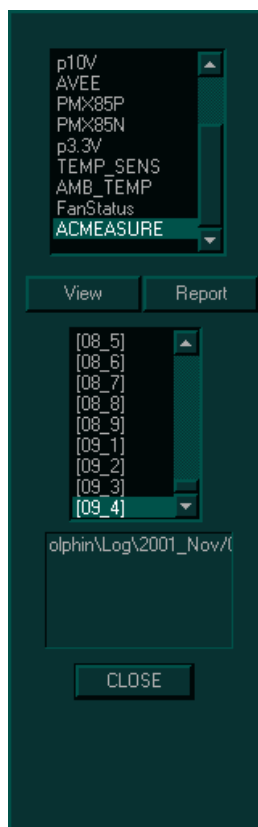 p10V
AVEE
PMX85P
PMX85N
p3.3V
TEMP_SENS
AMB_TEMP
FanStatus
ACMEASURE
View Report
[08_5]
[08_6]
[08_7]
[08_8]
[08_9]
[09_1]
[09_2]
[09_3]
[09_4]
olphin\Log\2001_Nov/(
CLOSE